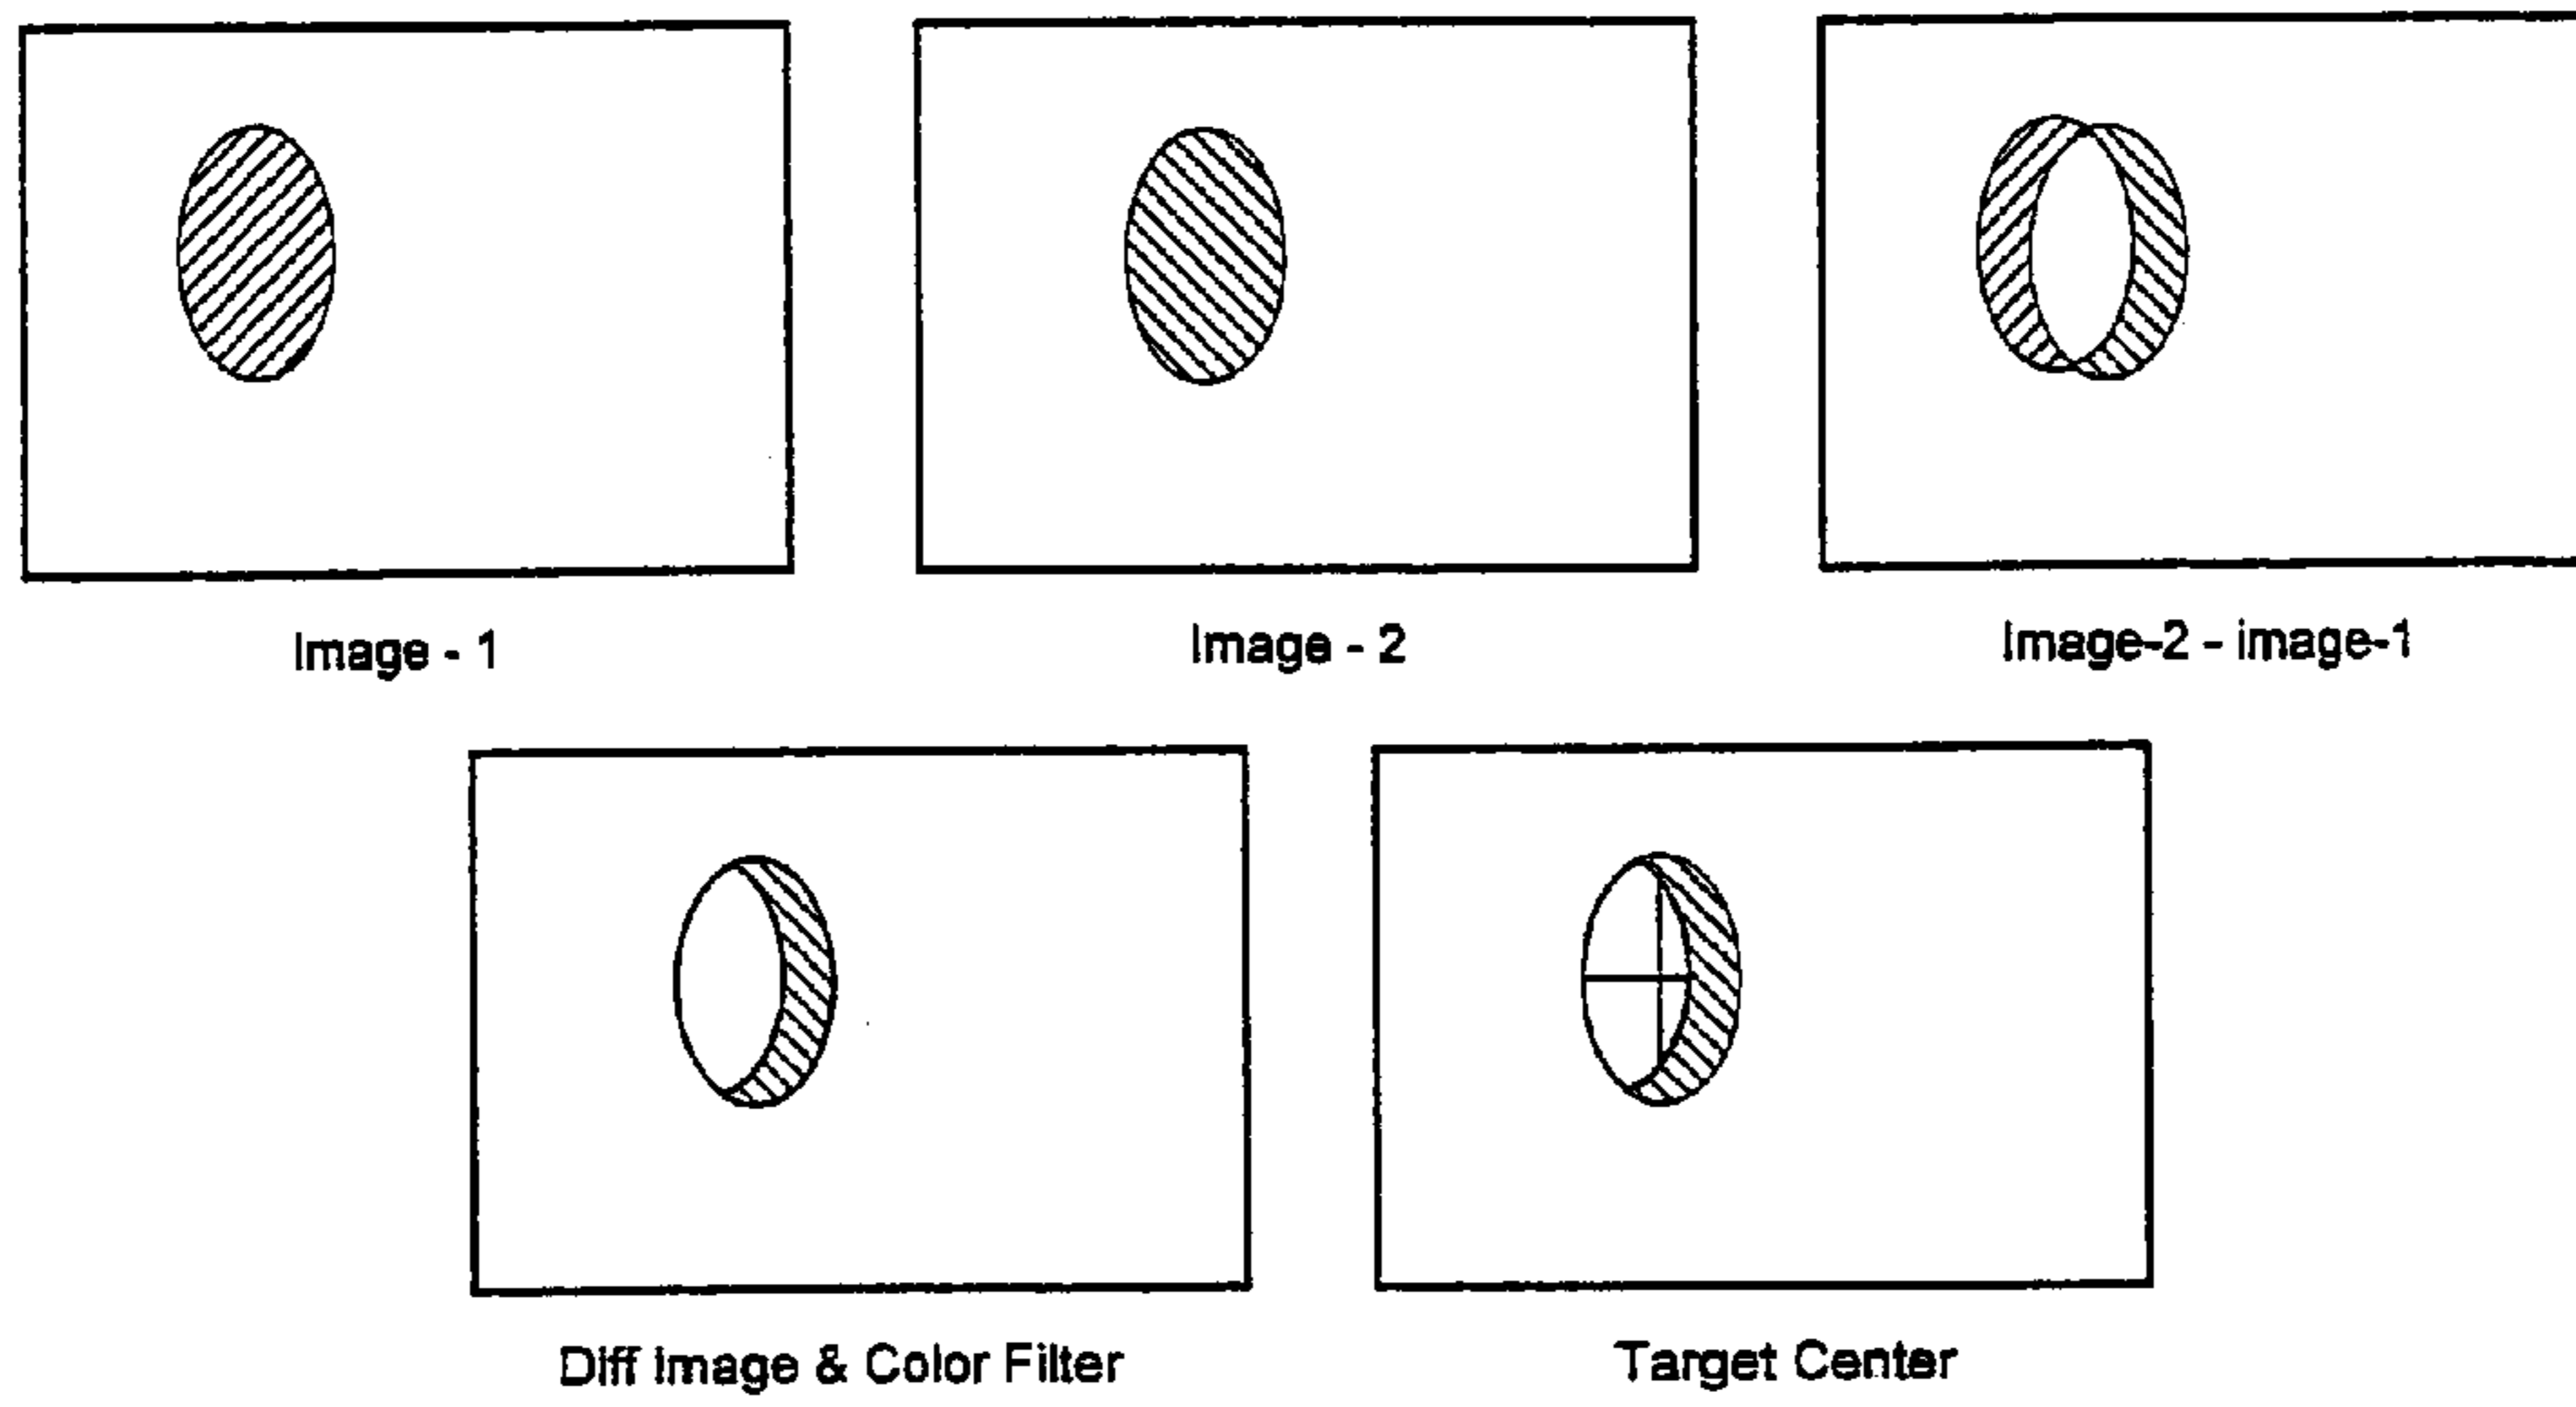 Image - 1
Image - 2
Image-2 - image-1
Diff Image & Color Filter
Target Center